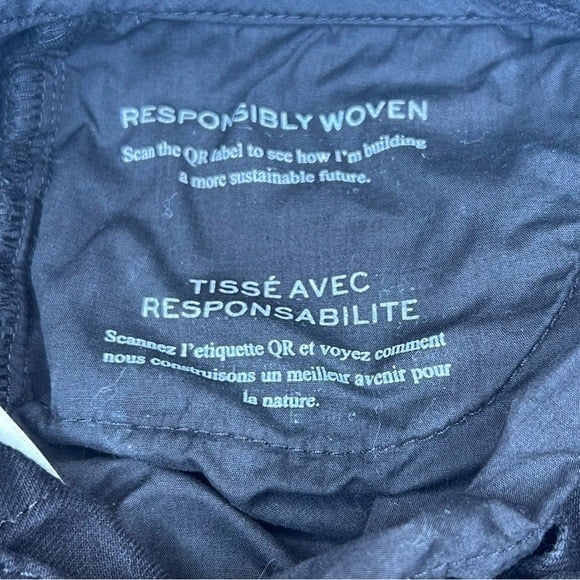 RESPONSIBLY WOVEN
Scan the QR label to see how I'm building
a more sustainable future.
TISSÉ AVEC
RESPONSABILITE
Scannez l'etiquette QR et voyez comment
nous construisons un meilleur avenir pour
la nature.